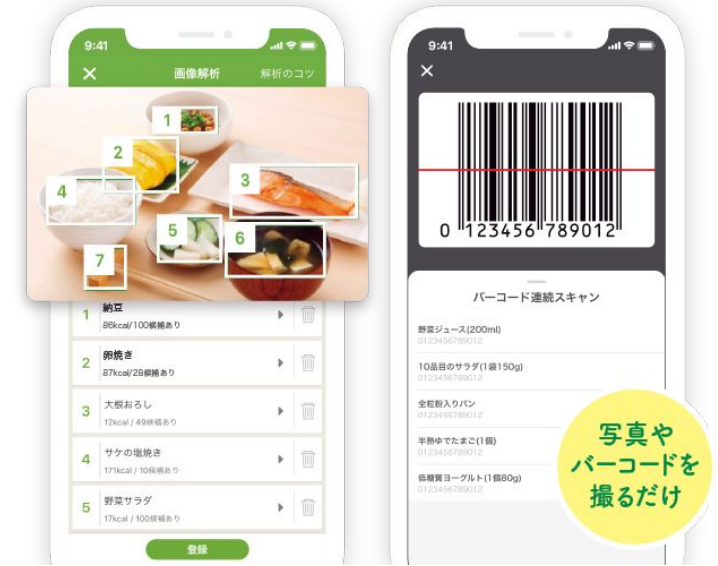 9:41
画像解析
解析のコツ
1
2
3
4
5
6
7
1
納豆
86kcal/100候補あり
2
卵焼き
87kcal/28候補あり
3
大根おろし
12kcal / 49候補あり
4
サケの塩焼き
171kcal / 10候補あり
5
野菜サラダ
17kcal / 100候補あり
登録
9:41
0 123456 789012
バーコード連続スキャン
野菜ジュース(200ml)
0123456789012
10品目のサラダ(1袋150g)
0123456789012
全粒粉入りパン
0123456789012
半熟ゆでたまご(1個)
0123456789012
低糖質ヨーグルト(1個80g)
0123456789012
写真や
バーコードを
撮るだけ